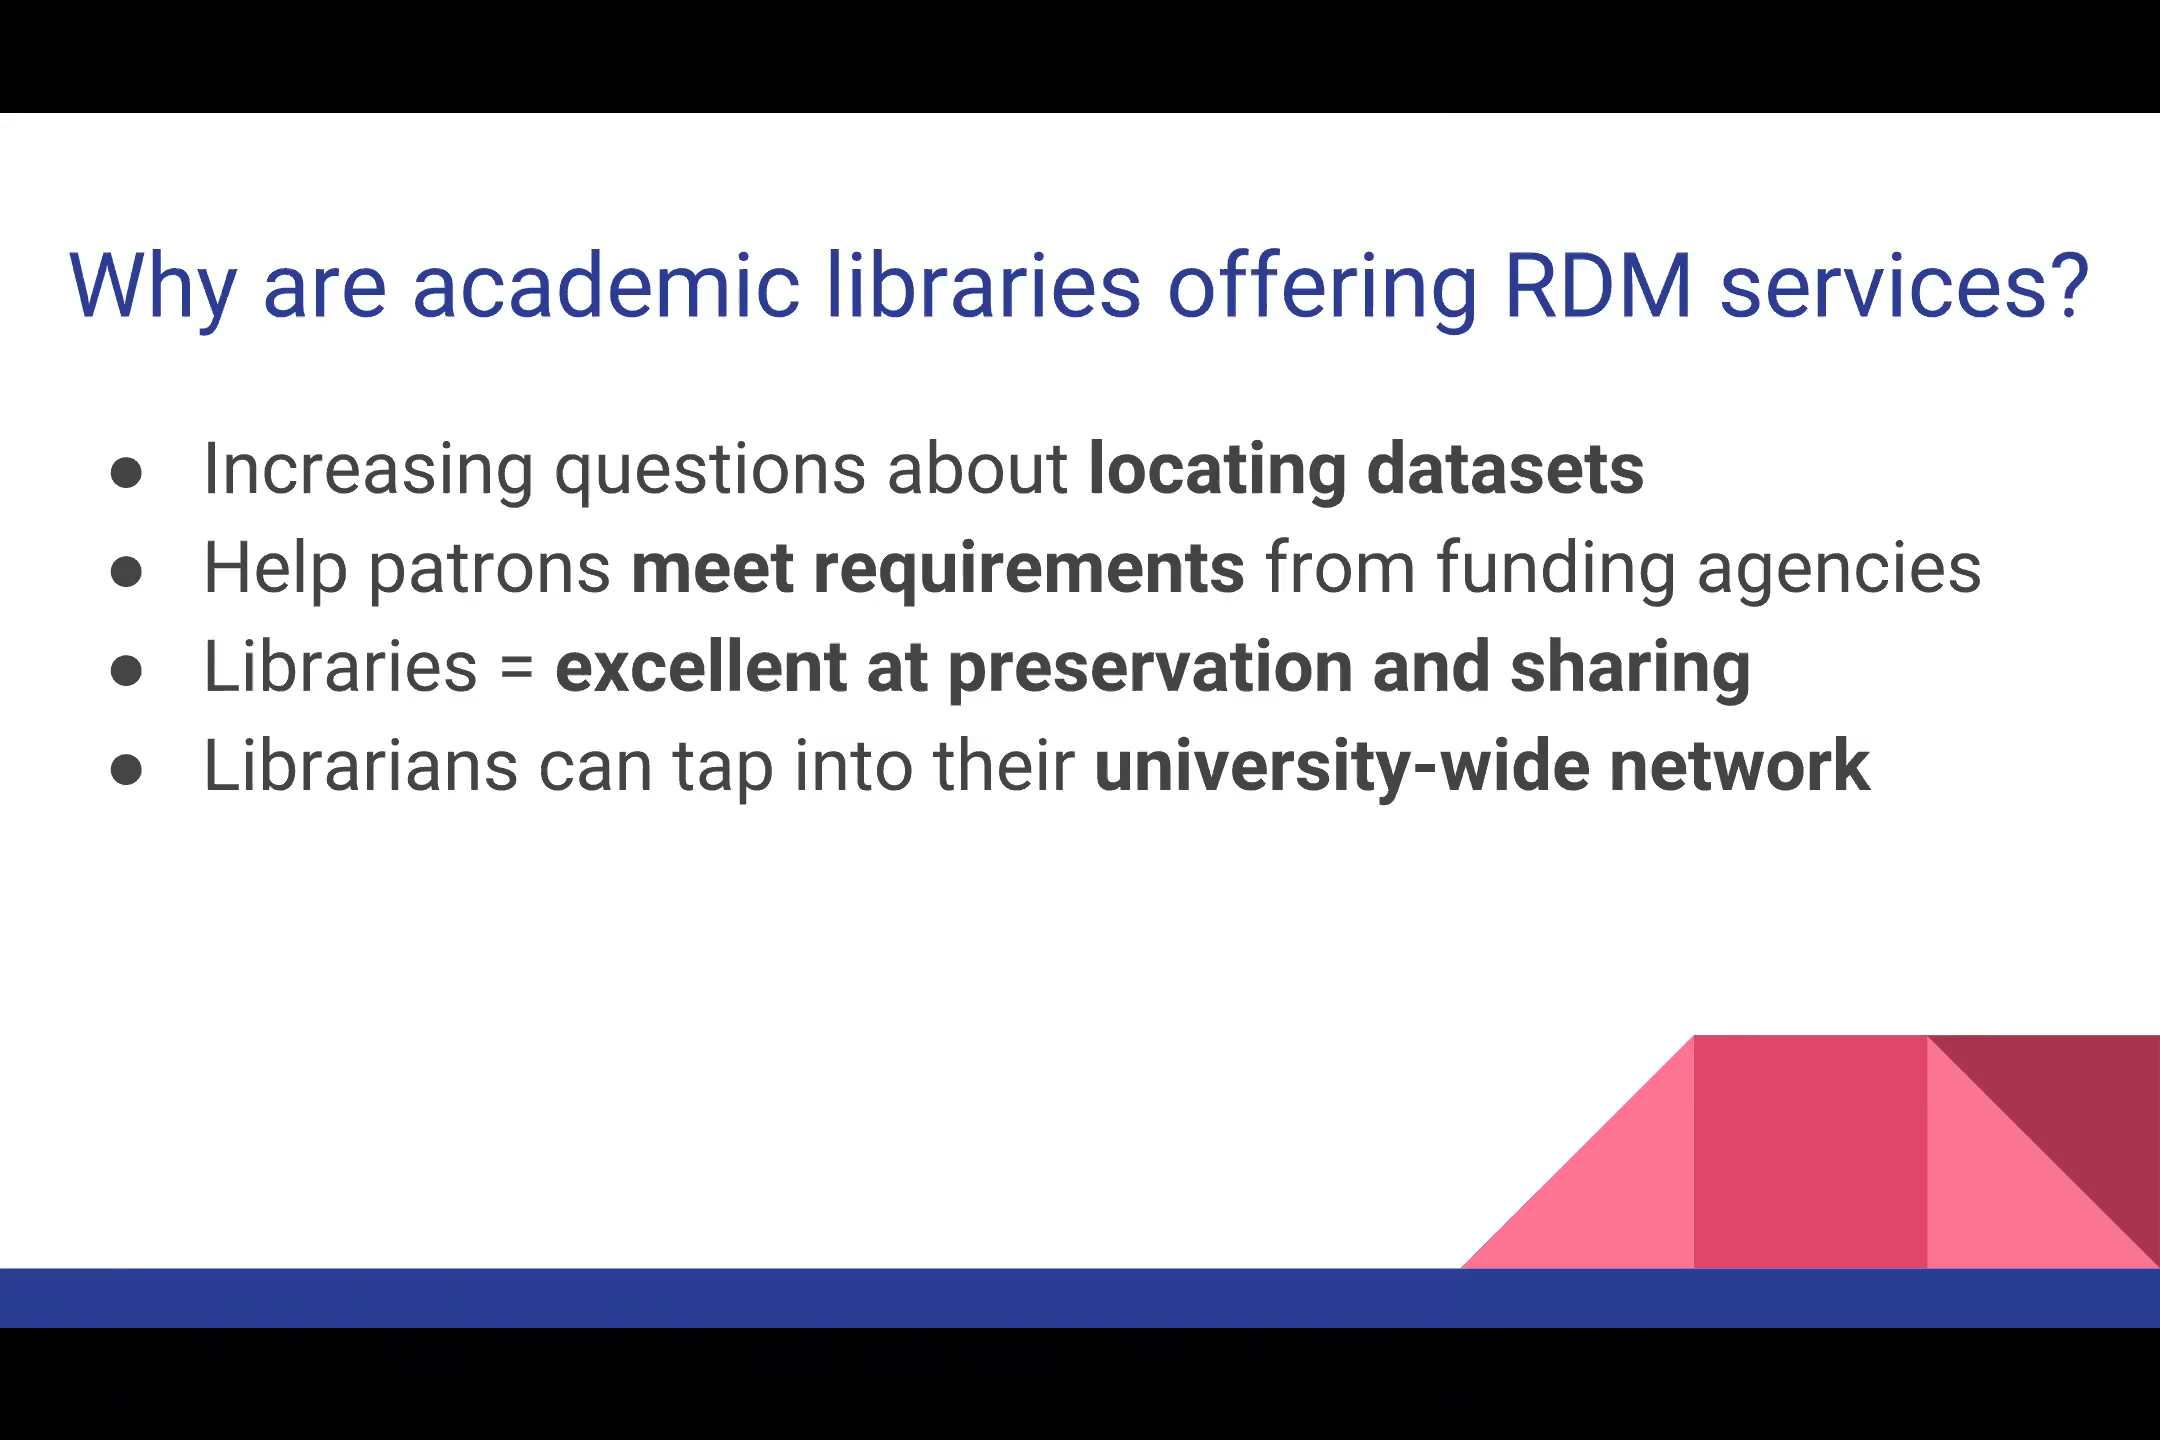 Why are academic libraries offering RDM services?
● Increasing questions about locating datasets
● Help patrons meet requirements from funding agencies
● Libraries = excellent at preservation and sharing
● Librarians can tap into their university-wide network